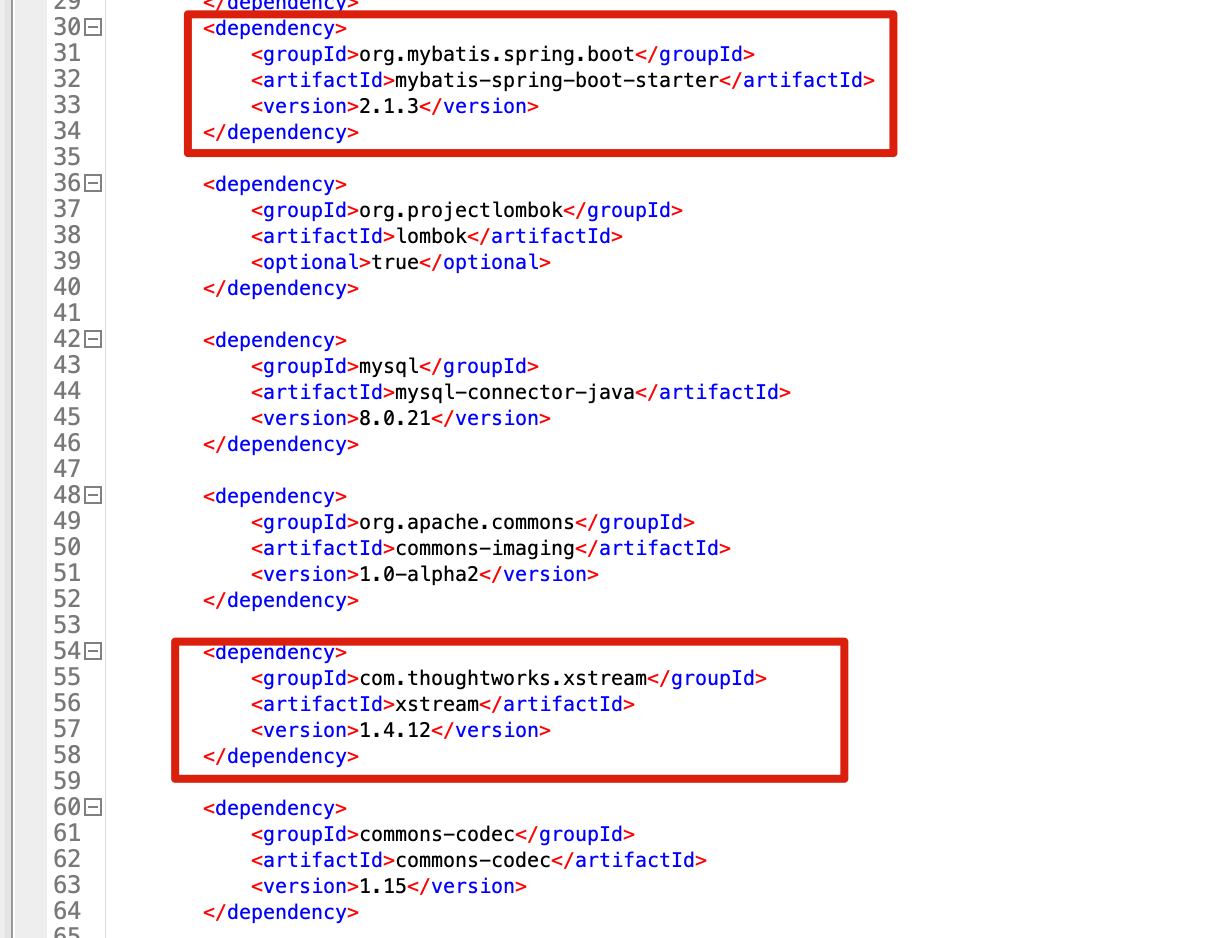 29 </dependency>
30 <dependency>
31 <groupId>org.mybatis.spring.boot</groupId>
32 <artifactId>mybatis-spring-boot-starter</artifactId>
33 <version>2.1.3</version>
34 </dependency>
35
36 <dependency>
37 <groupId>org.projectlombok</groupId>
38 <artifactId>lombok</artifactId>
39 <optional>true</optional>
40 </dependency>
41
42 <dependency>
43 <groupId>mysql</groupId>
44 <artifactId>mysql-connector-java</artifactId>
45 <version>8.0.21</version>
46 </dependency>
47
48 <dependency>
49 <groupId>org.apache.commons</groupId>
50 <artifactId>commons-imaging</artifactId>
51 <version>1.0-alpha2</version>
52 </dependency>
53
54 <dependency>
55 <groupId>com.thoughtworks.xstream</groupId>
56 <artifactId>xstream</artifactId>
57 <version>1.4.12</version>
58 </dependency>
59
60 <dependency>
61 <groupId>commons-codec</groupId>
62 <artifactId>commons-codec</artifactId>
63 <version>1.15</version>
64 </dependency>
65